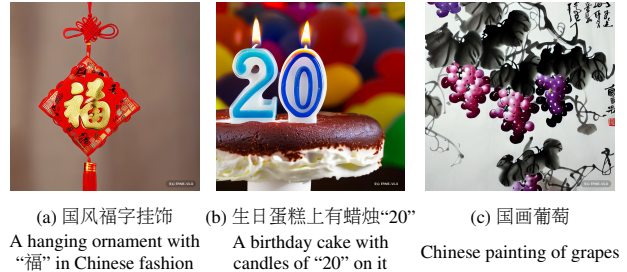 福
20
(a) 国风福字挂饰
A hanging ornament with
“福” in Chinese fashion
(b) 生日蛋糕上有蜡烛“20”
A birthday cake with
candles of “20” on it
(c) 国画葡萄
Chinese painting of grapes